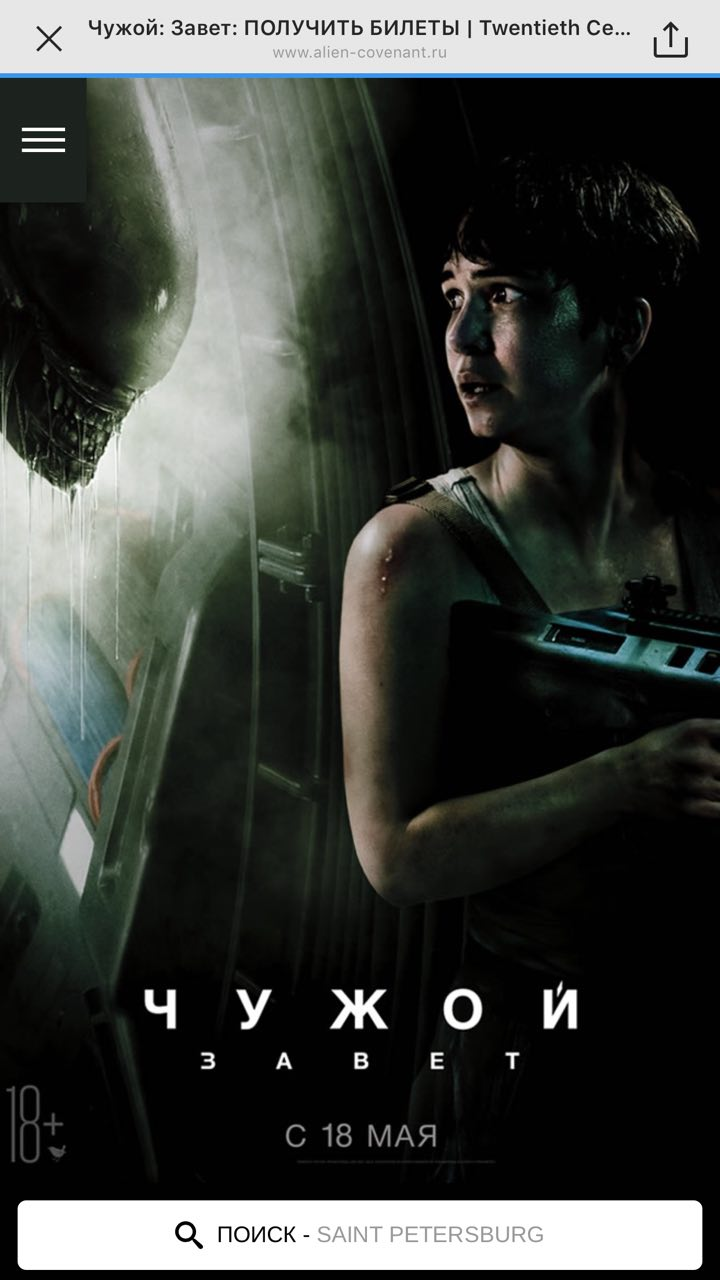 Чужой: Завет: ПОЛУЧИТЬ БИЛЕТЫ | Twentieth Ce...
www.alien-covenant.ru
ЧУЖОЙ
ЗАВЕТ
С 18 МАЯ
18+
ПОИСК - SAINT PETERSBURG